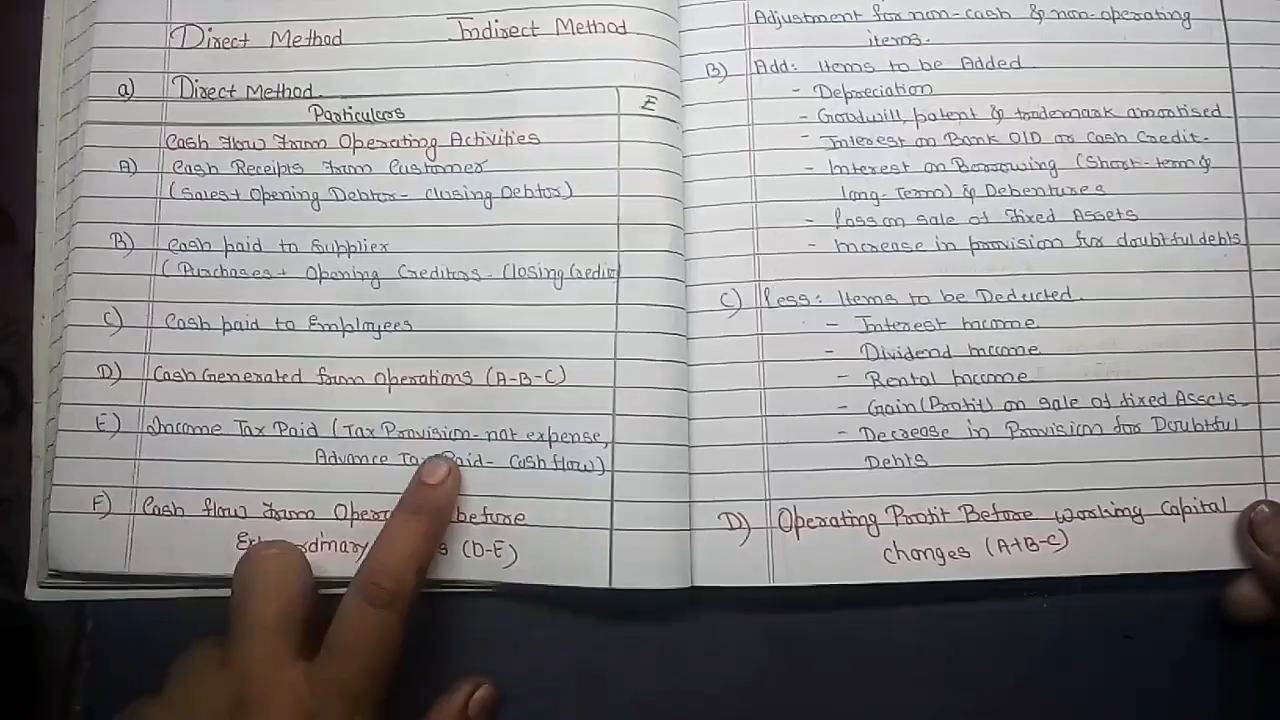 Direct Method Indirect Method
a) Direct Method.
Particulars
Cash Flow From Operating Activities
A) Cash Receipts From Customer
(Sales + Opening Debtor - Closing Debtor)
B) Cash paid to Supplier
(Purchases + Opening Creditors - Closing Credit
C) Cash paid to Employees
D) Cash Generated from Operations (A-B-C)
E) Income Tax Paid (Tax Provision - not expense,
Advance Tax Paid - Cash flow)
F) Cash flow From before
(D-E)
Adjustment for non-cash & non-operating
items.
B) Add: Items to be Added
- Depreciation
- Goodwill, patent & trademark amortised
- Interest on Bank O/D or Cash Credit.
- Interest on Borrowing (Short-term &
long-Term) & Debentures
- Loss on sale of Fixed Assets
- Increase in provision for doubtful debts
C) Less: Items to be Deducted.
- Interest Income
- Dividend Income
- Rental Income
- Gain (Profit) on sale of fixed Assets
- Decrease in Provision for Doubtful
Debts
D) Operating Profit Before Working Capital
changes (A+B-C)